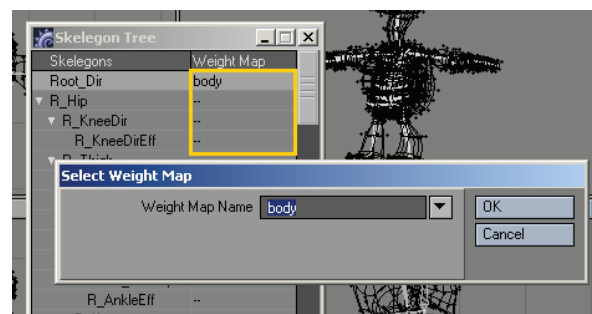 Skelegon Tree
Skelegons Weight Map
Root_Dir body
R_Hip --
R_KneeDir --
R_KneeDirEff --
R_Thigh
Select Weight Map
Weight Map Name body
OK
Cancel
R_AnkleEff --